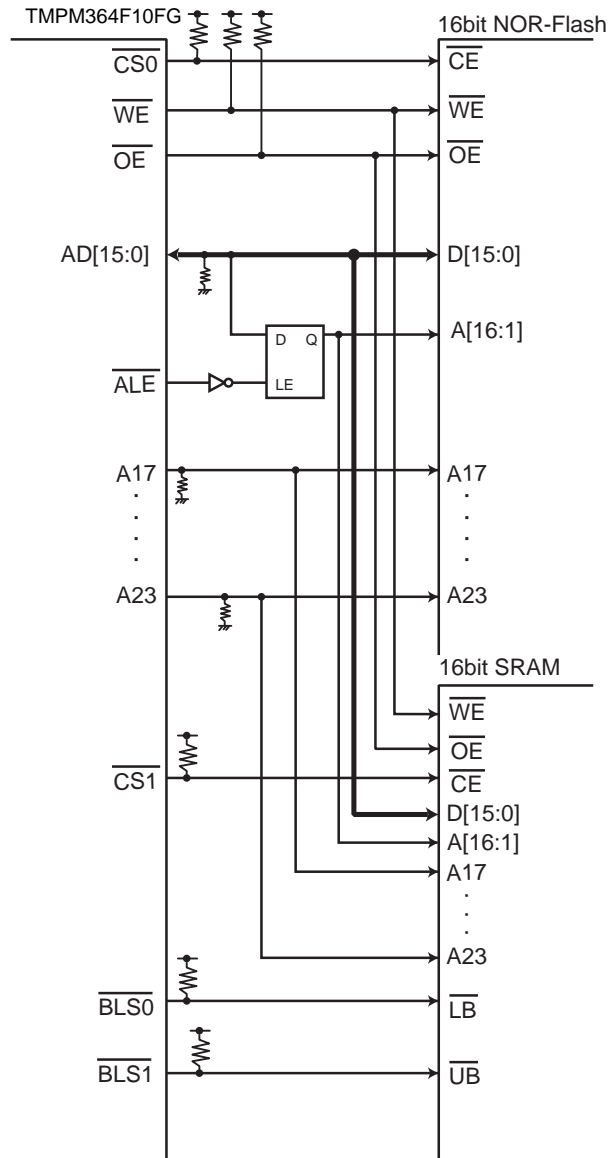 TMPM364F10FG
16bit NOR-Flash
CS0
CE
WE
WE
OE
OE
AD[15:0]
D[15:0]
D Q
A[16:1]
ALE
LE
A17
A17
.
.
.
.
.
.
.
.
A23
A23
16bit SRAM
WE
OE
CS1
CE
D[15:0]
A[16:1]
A17
.
.
.
A23
BLS0
LB
BLS1
UB